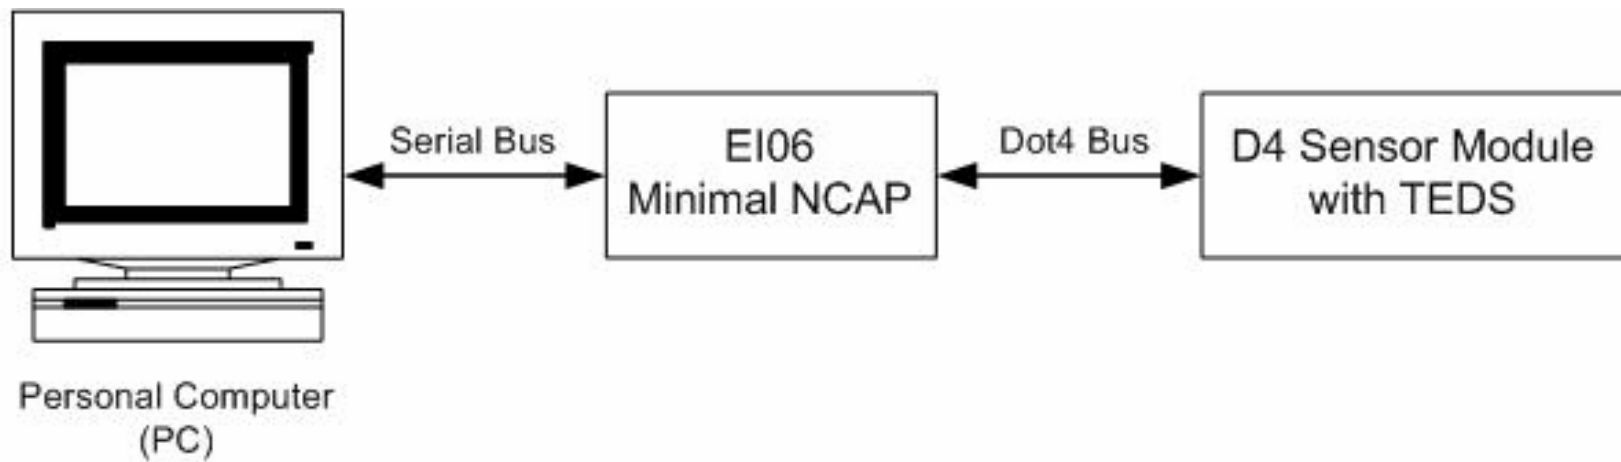 Serial Bus
EI06
Minimal NCAP
Dot4 Bus
D4 Sensor Module
with TEDS
Personal Computer
(PC)